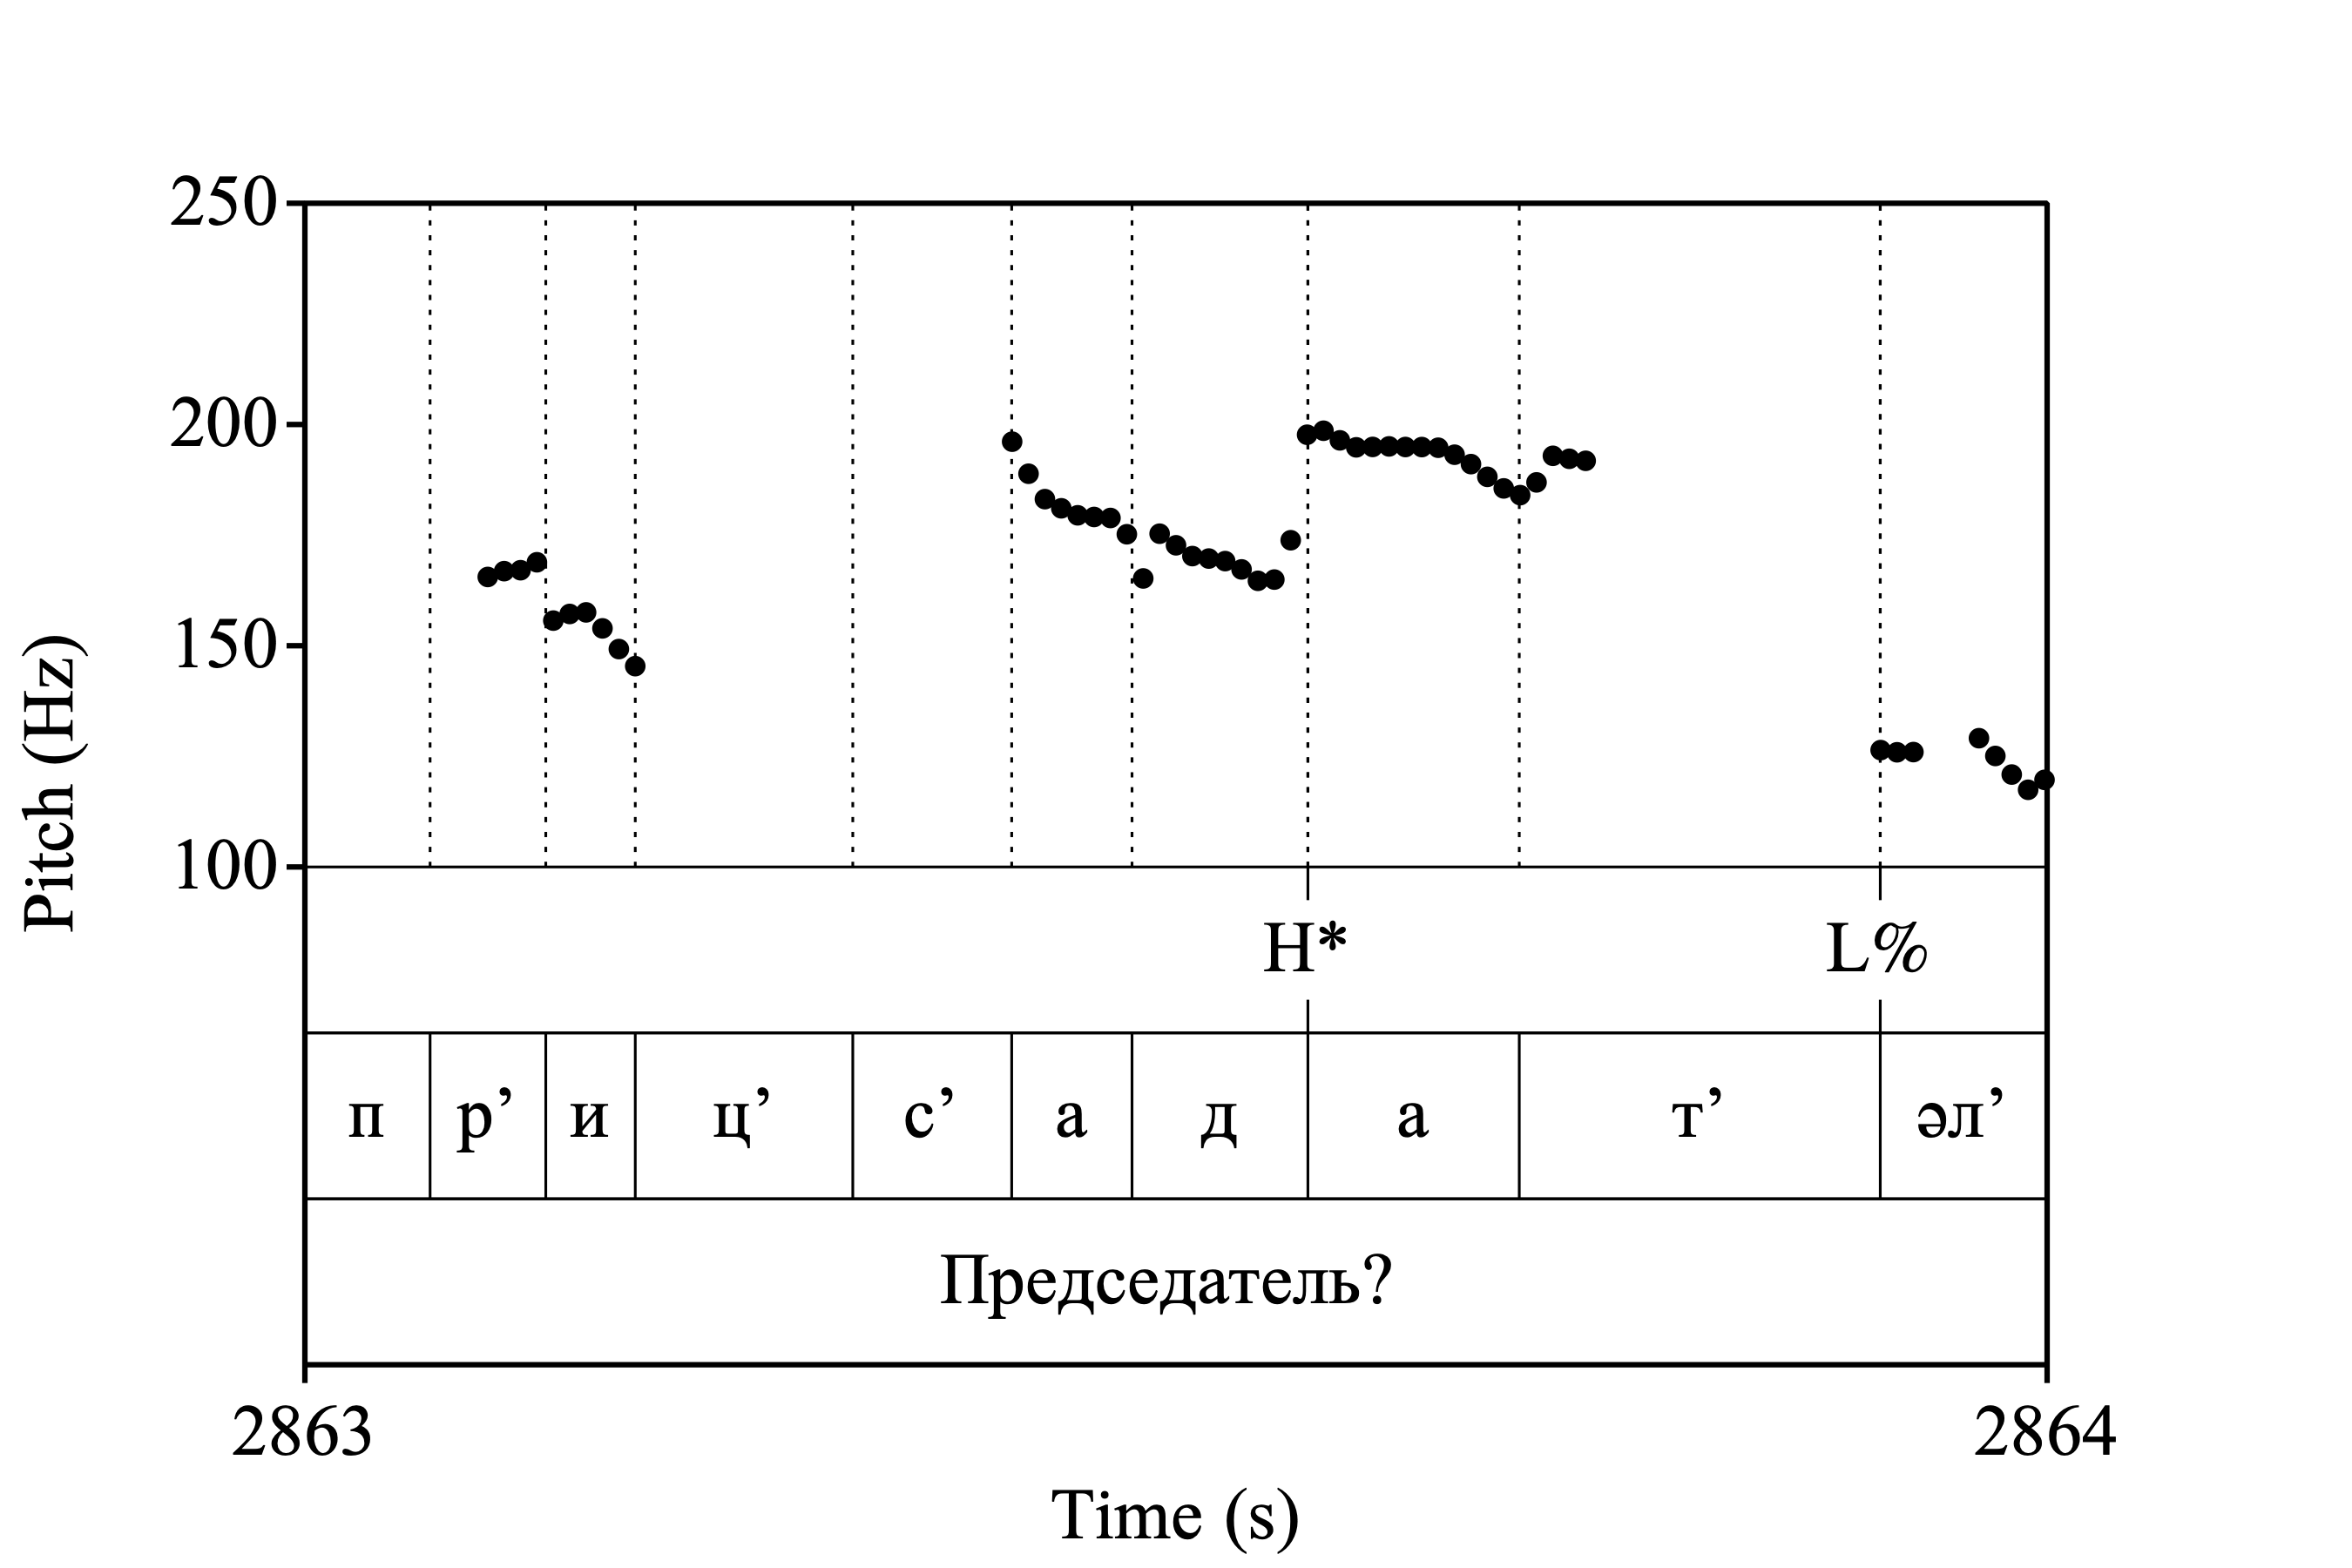 250
200
150
100
Pitch (Hz)
H* L%
п р’ и ц’ с’ а д а т’ эл’
Председатель?
2863 2864
Time (s)